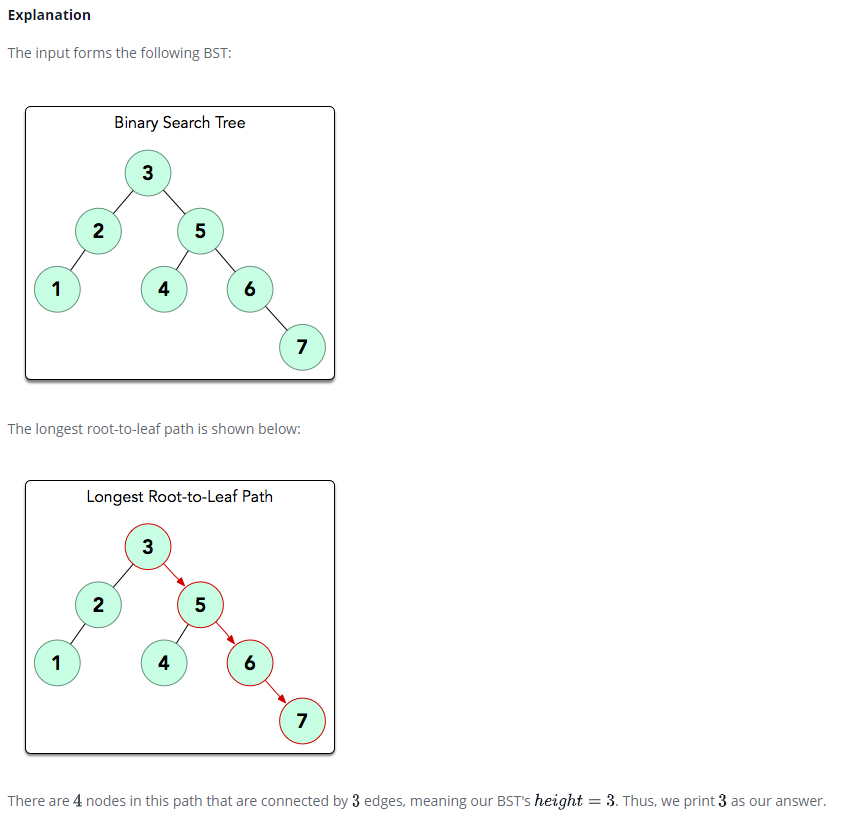 Explanation
The input forms the following BST:
Binary Search Tree
3
2 5
1 4 6
7
The longest root-to-leaf path is shown below:
Longest Root-to-Leaf Path
3
2 5
1 4 6
7
There are 4 nodes in this path that are connected by 3 edges, meaning our BST's height = 3. Thus, we print 3 as our answer.